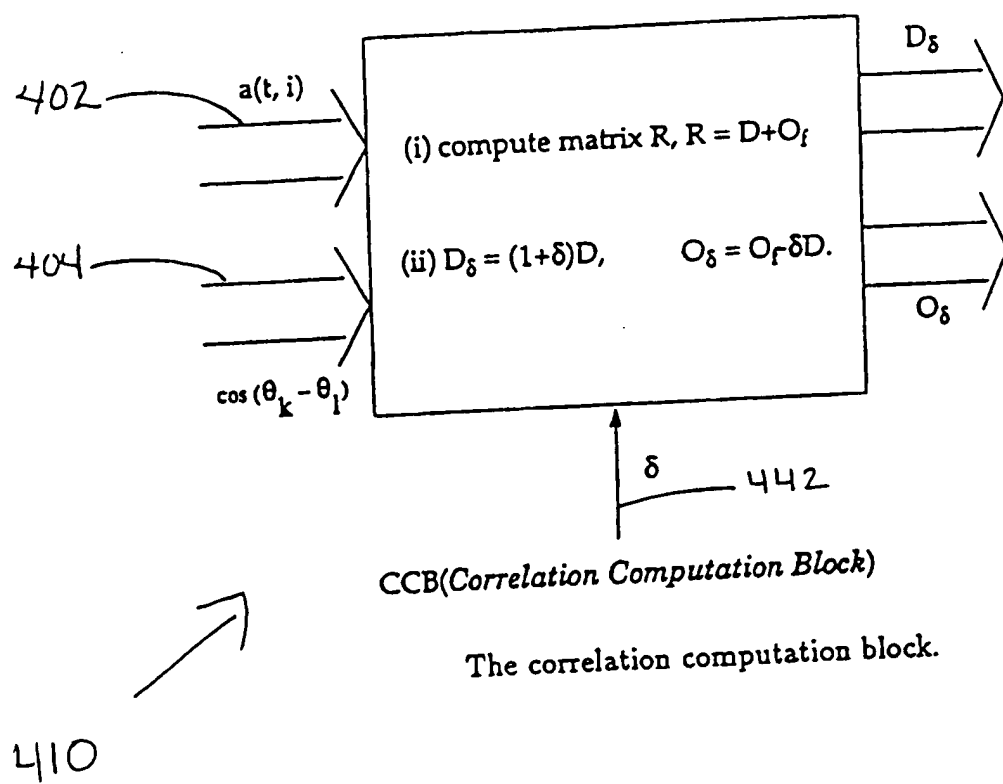 D_δ
402
a(t, i)
(i) compute matrix R, R = D+O_f
404
(ii) D_δ = (1+δ)D, O_δ = O_f-δD.
O_δ
cos (θ_k – θ_l)
δ
442
CCB(Correlation Computation Block)
The correlation computation block.
410